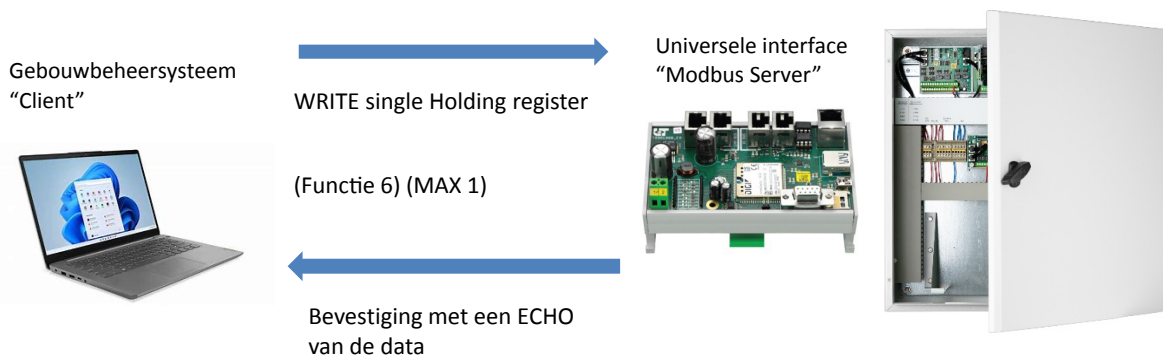 Gebouwbeheersysteem
“Client”
WRITE single Holding register
(Functie 6) (MAX 1)
Bevestiging met een ECHO
van de data
Universele interface
“Modbus Server”